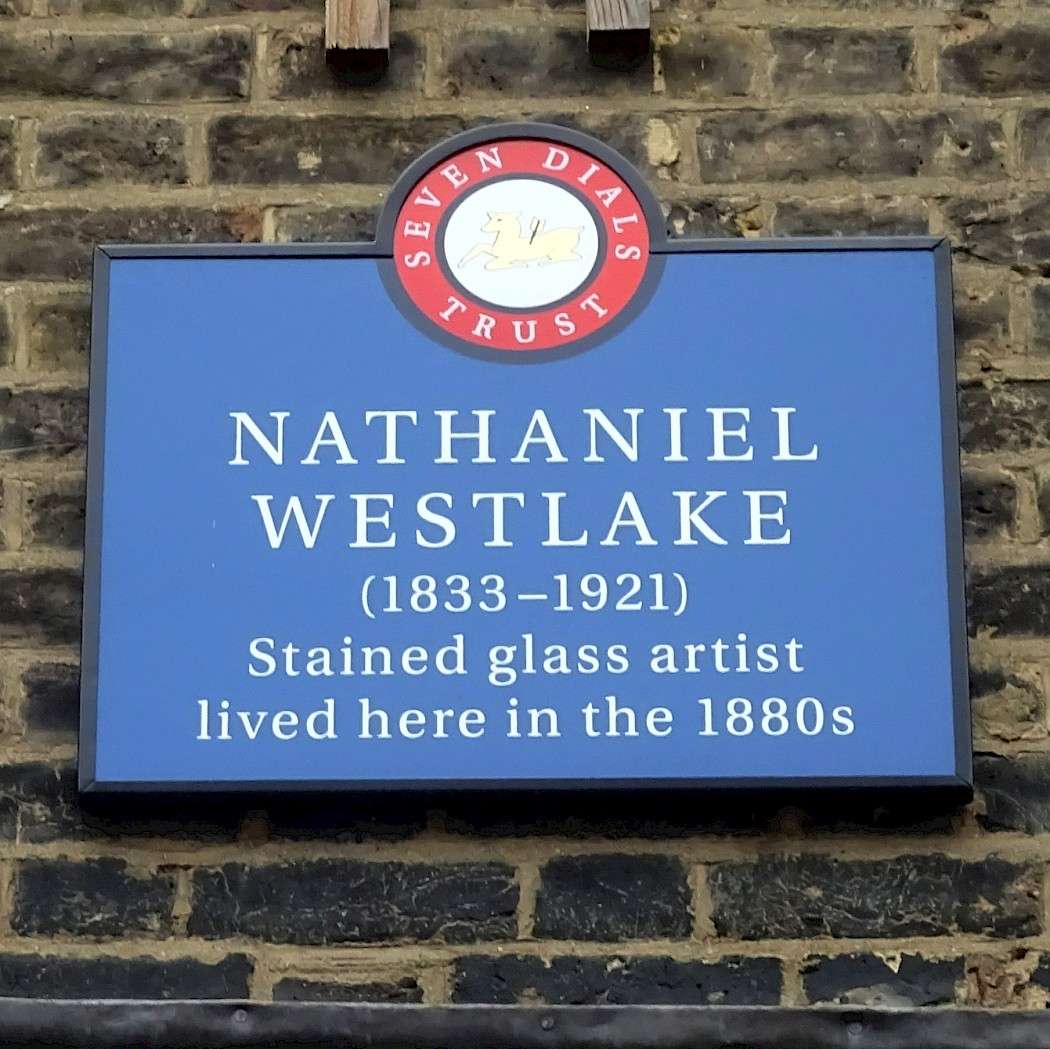 SEVEN DIALS
TRUST
NATHANIEL
WESTLAKE
(1833–1921)
Stained glass artist
lived here in the 1880s